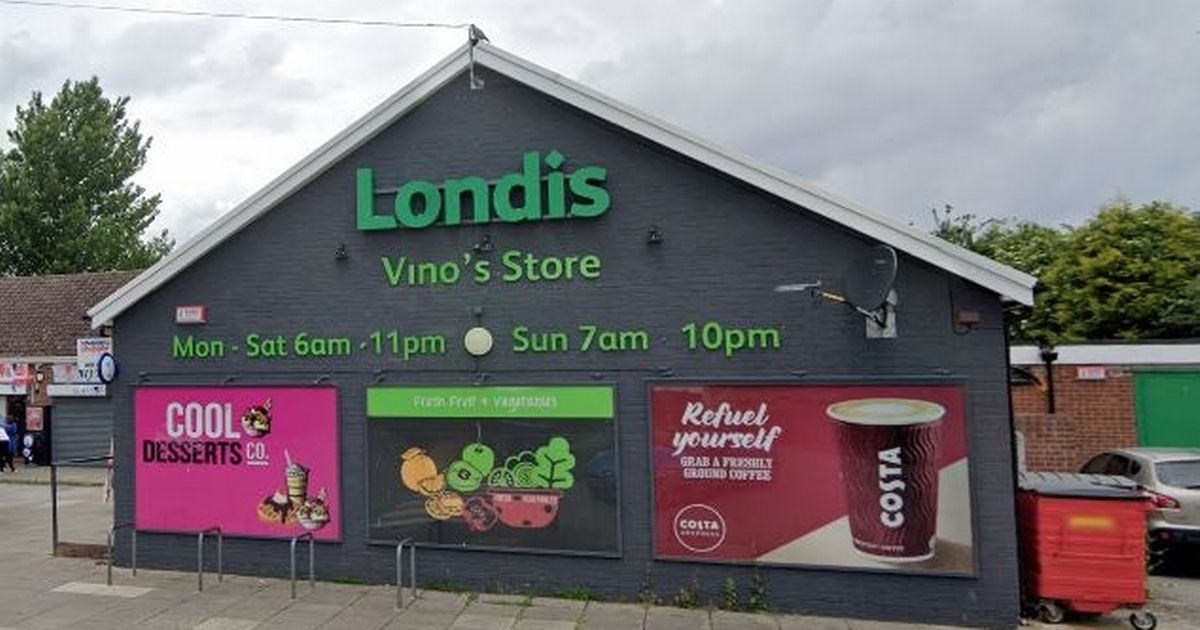 Londis
Vino's Store
Mon - Sat 6am - 11pm
Sun 7am 10pm
COOL
DESSERTS CO.
Fresh Fruit + Vegetables
Refuel
yourself
GRAB A FRESHLY
GROUND COFFEE
COSTA
COSTA